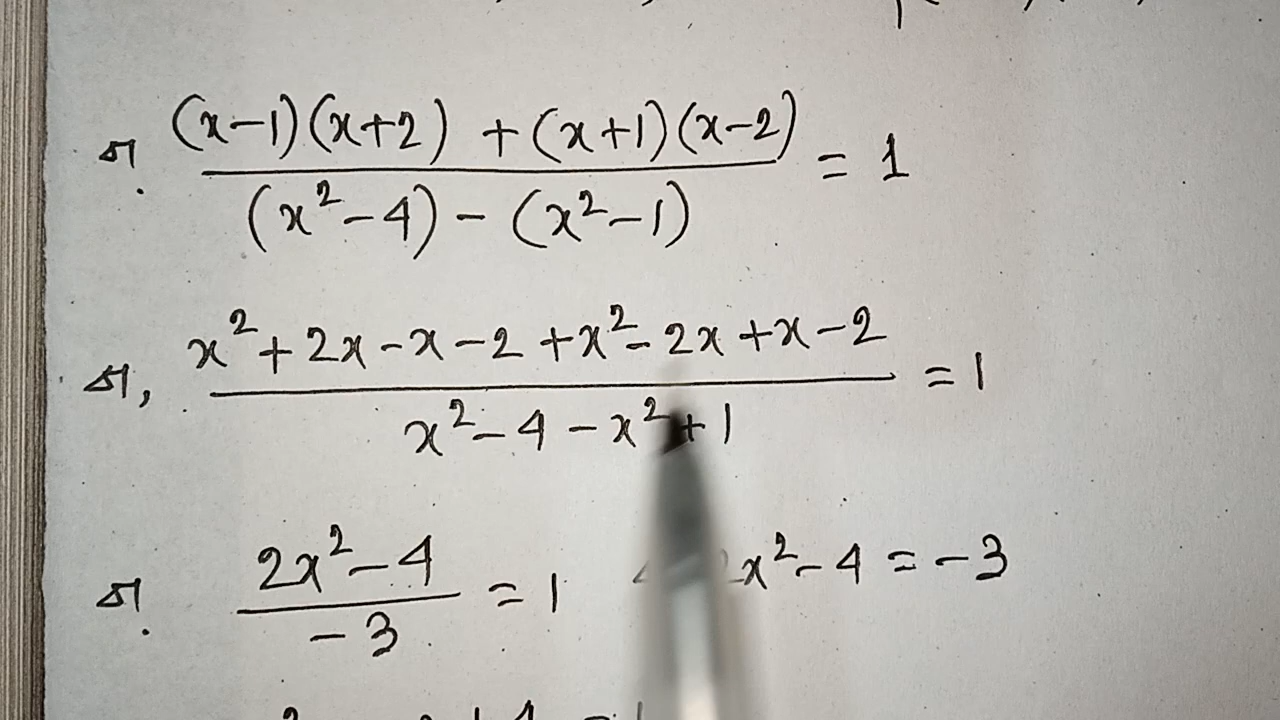 বা, ((x-1)(x+2) + (x+1)(x-2)) / ((x²-4) - (x²-1)) = 1
বা, (x²+2x-x-2+x²-2x+x-2) / (x²-4-x²+1) = 1
বা, (2x²-4) / (-3) = 1 x²-4 = -3